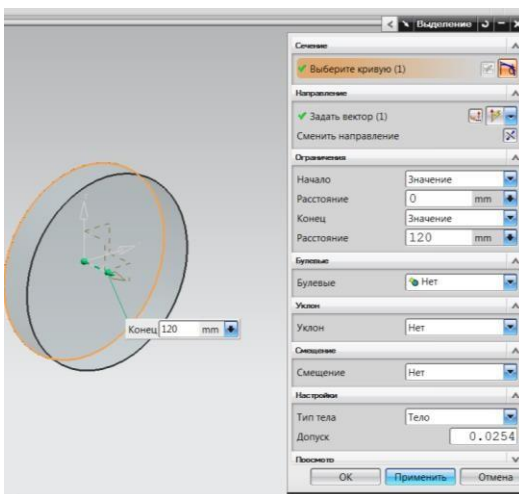 Выделение
Сечение
Выберите кривую (1)
Направление
Задать вектор (1)
Сменить направление
Ограничения
Начало Значение
Расстояние 0 mm
Конец Значение
Расстояние 120 mm
Булевые
Булевые Нет
Уклон
Уклон Нет
Смещение
Смещение Нет
Настройки
Тип тела Тело
Допуск 0.0254
Просмотр
ОК Применить Отмена
Конец 120 mm